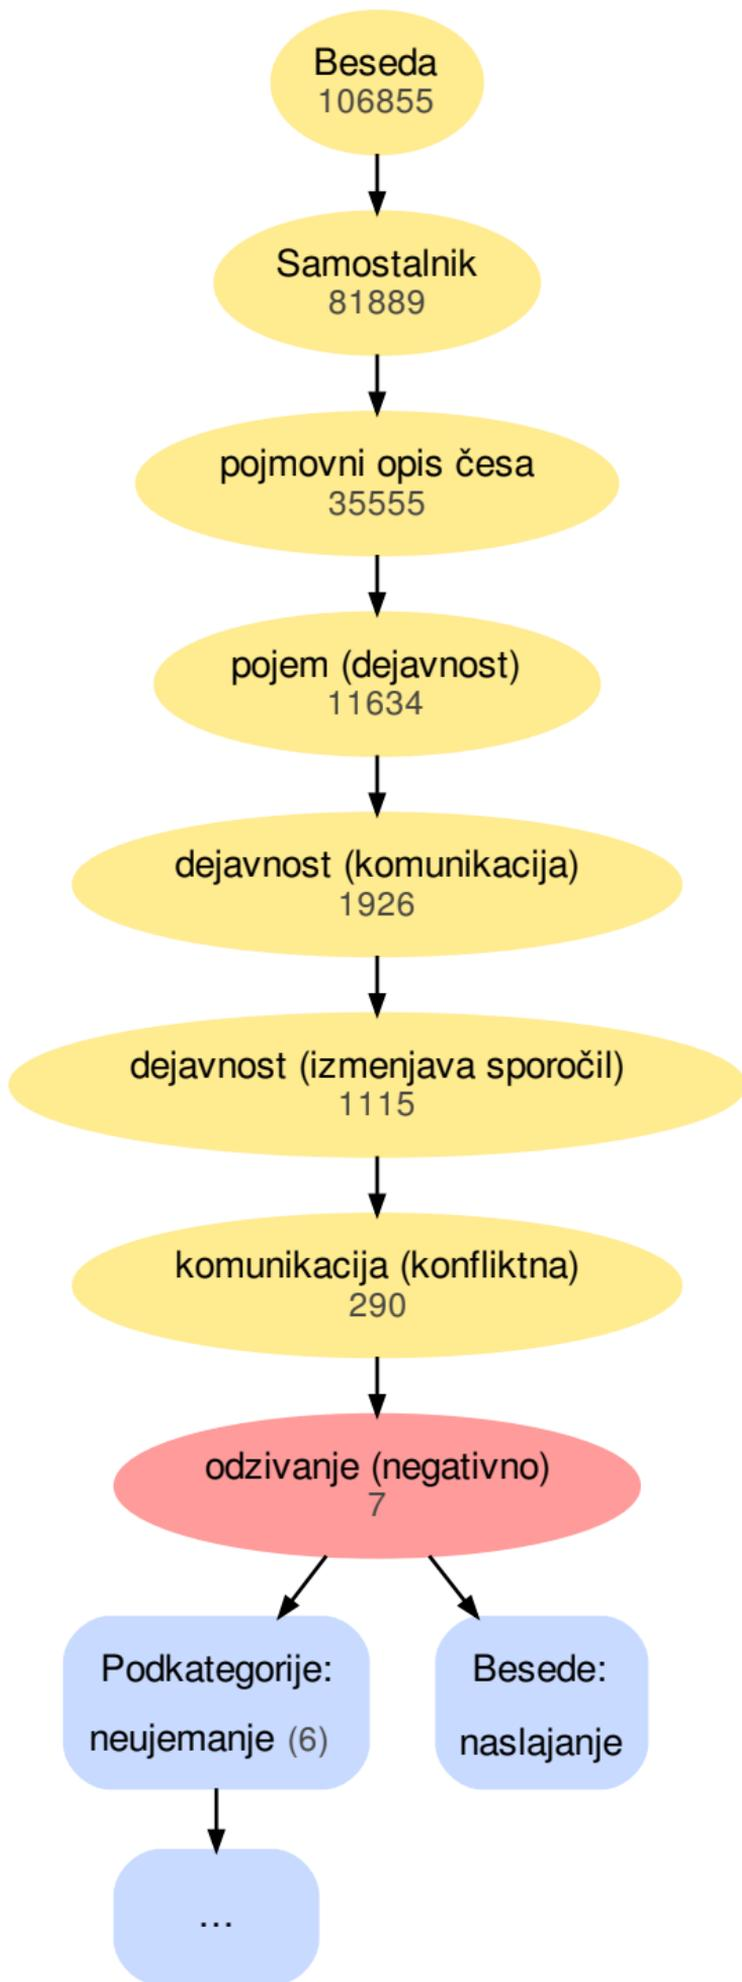 Beseda
106855
Samostalnik
81889
pojmovni opis česa
35555
pojem (dejavnost)
11634
dejavnost (komunikacija)
1926
dejavnost (izmenjava sporočil)
1115
komunikacija (konfliktna)
290
odzivanje (negativno)
7
Podkategorije:
neujemanje (6)
Besede:
naslajanje
...